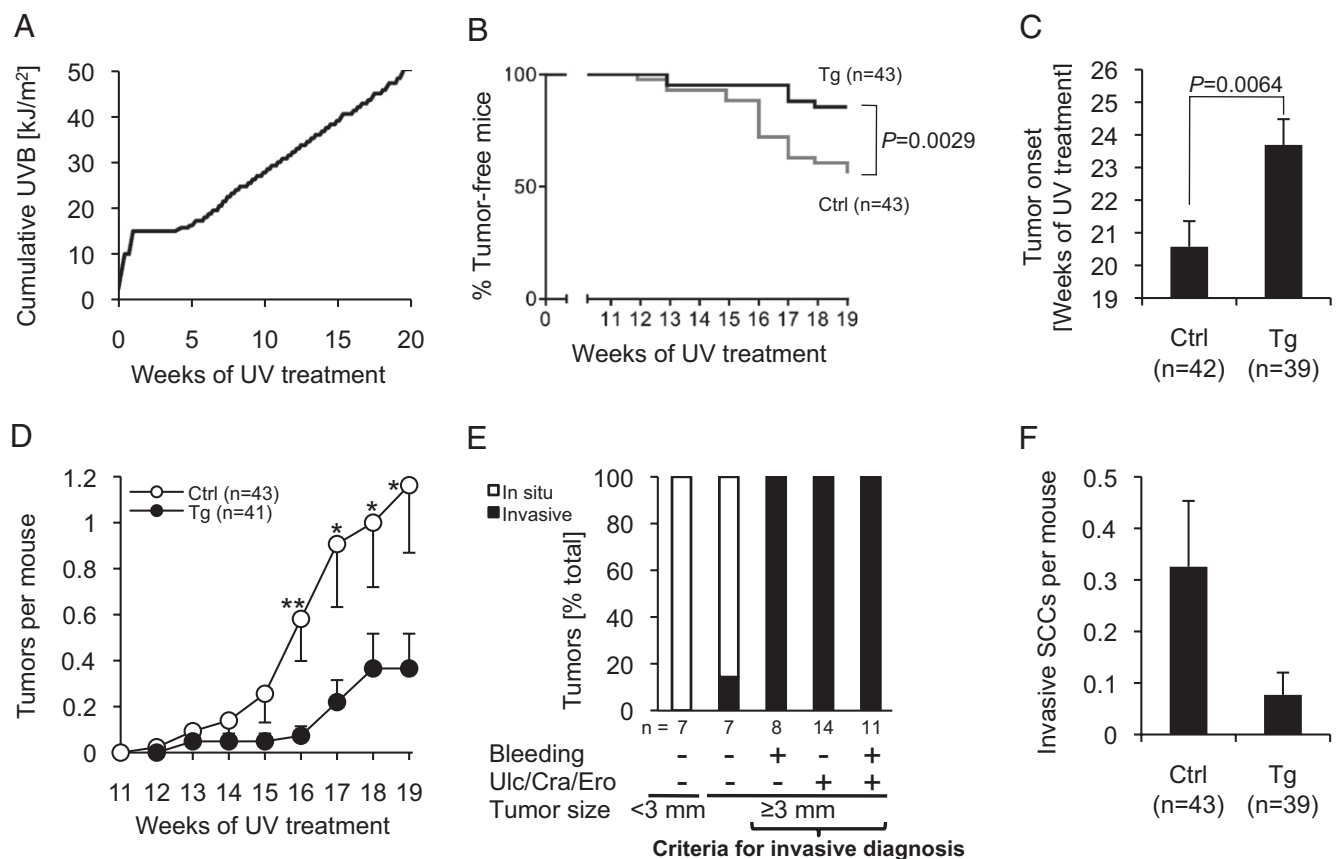 A
Cumulative UVB [kJ/m²]
50
40
30
20
10
0
0 5 10 15 20
Weeks of UV treatment
B
% Tumor-free mice
100
50
0
Tg (n=43)
P=0.0029
Ctrl (n=43)
0 11 12 13 14 15 16 17 18 19
Weeks of UV treatment
C
Tumor onset
[Weeks of UV treatment]
26
25
24
23
22
21
20
19
P=0.0064
Ctrl Tg
(n=42) (n=39)
D
Tumors per mouse
1.2
1
0.8
0.6
0.4
0.2
0
Ctrl (n=43)
Tg (n=41)
** * * *
11 12 13 14 15 16 17 18 19
Weeks of UV treatment
E
In situ
Invasive
Tumors [% total]
100
80
60
40
20
0
n = 7 7 8 14 11
Bleeding - - + - +
Ulc/Cra/Ero - - - + +
Tumor size <3 mm ≥3 mm
Criteria for invasive diagnosis
F
Invasive SCCs per mouse
0.5
0.4
0.3
0.2
0.1
0
Ctrl Tg
(n=43) (n=39)